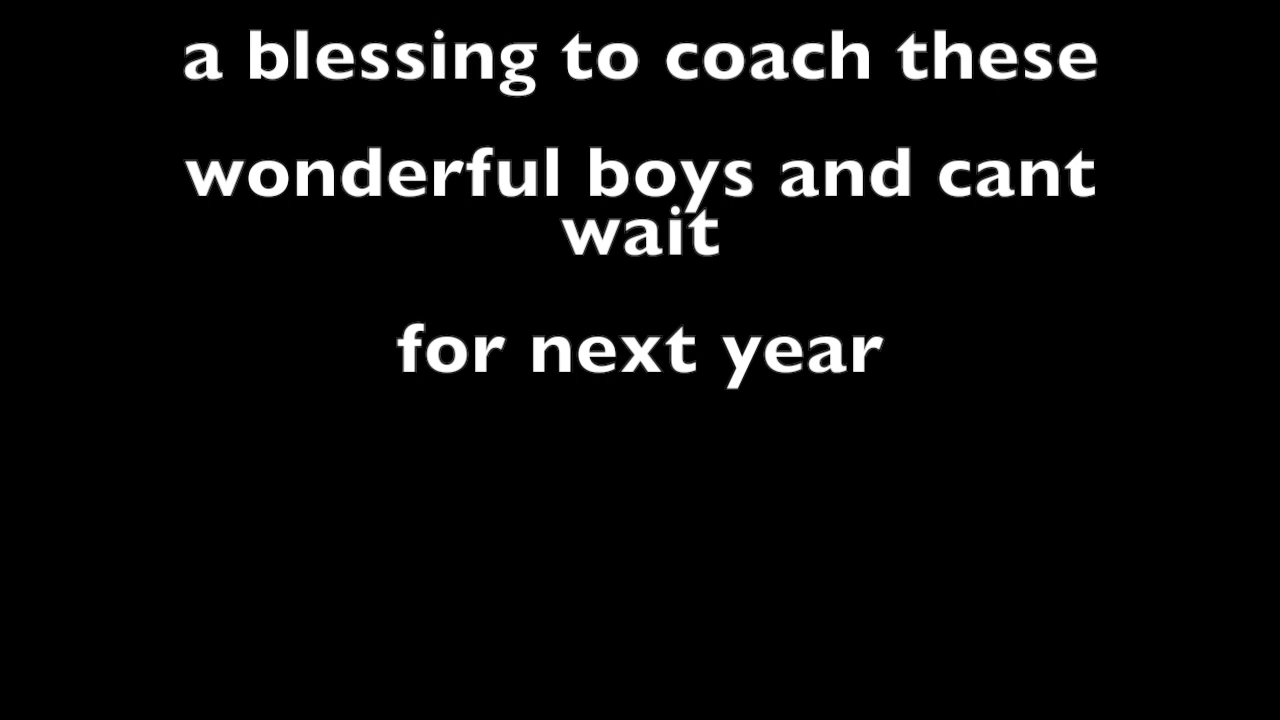 a blessing to coach these
wonderful boys and cant
wait
for next year